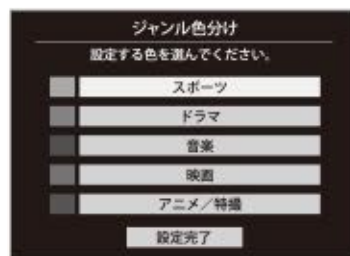 ジャンル色分け
設定する色を選んでください。
スポーツ
ドラマ
音楽
映画
アニメ／特撮
設定完了